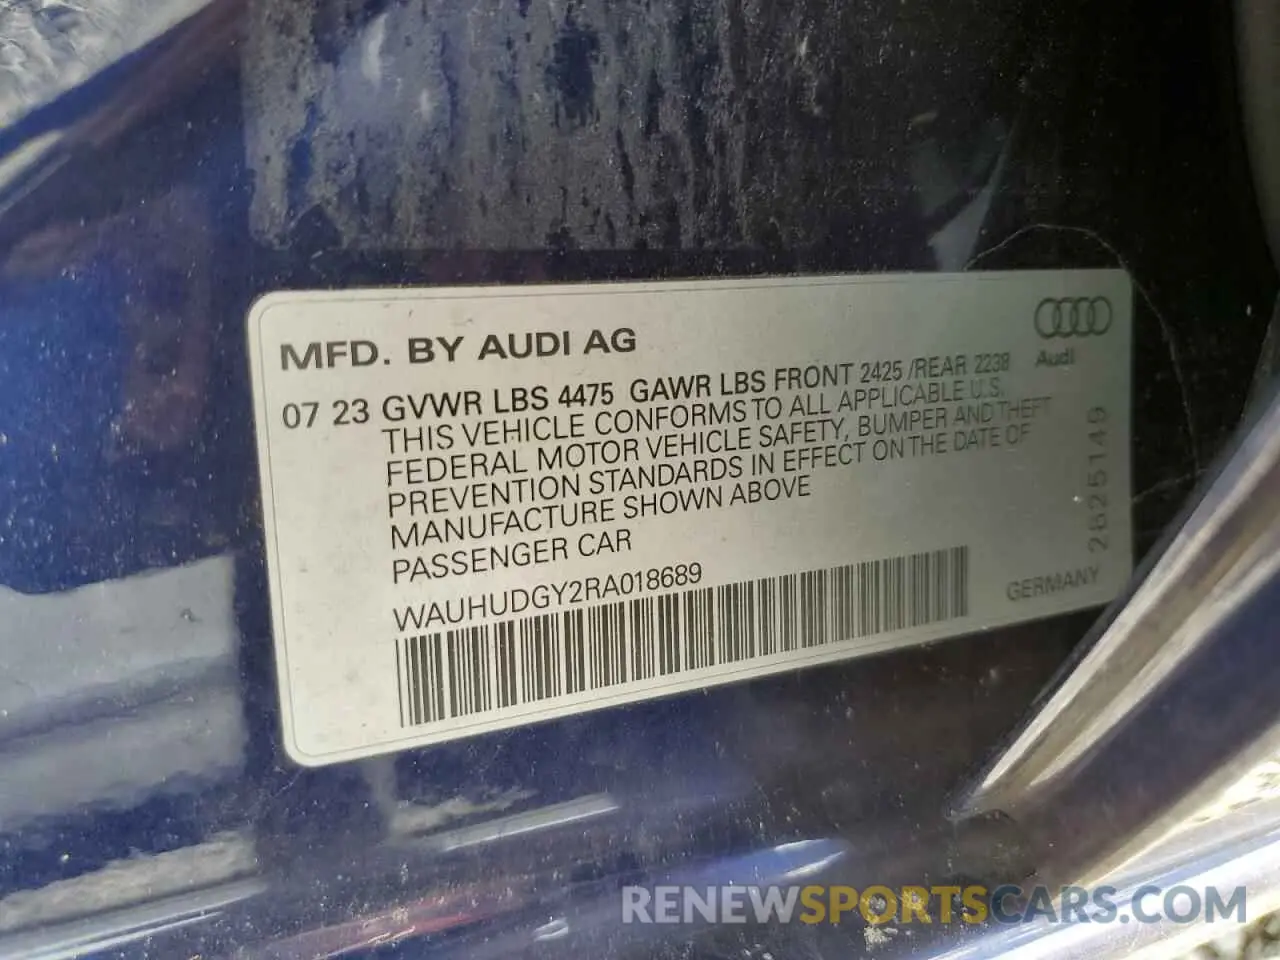 MFD. BY AUDI AG
Audi
07 23 GVWR LBS 4475 GAWR LBS FRONT 2425 /REAR 2238
THIS VEHICLE CONFORMS TO ALL APPLICABLE U.S.
FEDERAL MOTOR VEHICLE SAFETY, BUMPER AND THEFT
PREVENTION STANDARDS IN EFFECT ON THE DATE OF
MANUFACTURE SHOWN ABOVE
PASSENGER CAR
WAUHUDGY2RA018689
2625149
GERMANY
RENEWSPORTSCARS.COM